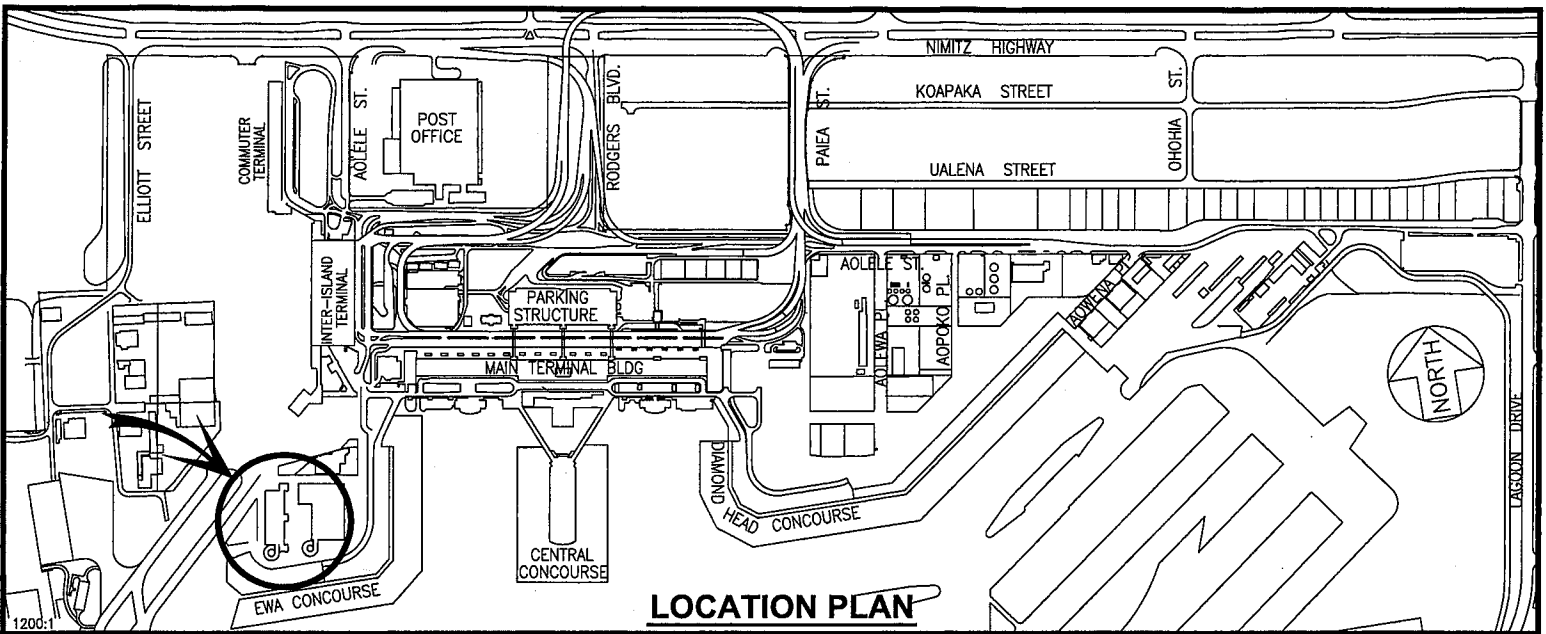 NIMITZ HIGHWAY
KOAPAKA STREET
UALENA STREET
ELLIOTT STREET
COMMUTER
TERMINAL
AOLELE ST.
POST
OFFICE
RODGERS BLVD.
PAIEA ST.
OHOHIA ST.
INTER-ISLAND
TERMINAL
PARKING
STRUCTURE
MAIN TERMINAL BLDG
AOLELE ST.
AOLEWA PL.
AOPOKO PL.
AOWENA PL.
NORTH
LAGOON DRIVE
DIAMOND
HEAD CONCOURSE
CENTRAL
CONCOURSE
EWA CONCOURSE
LOCATION PLAN
1200:1